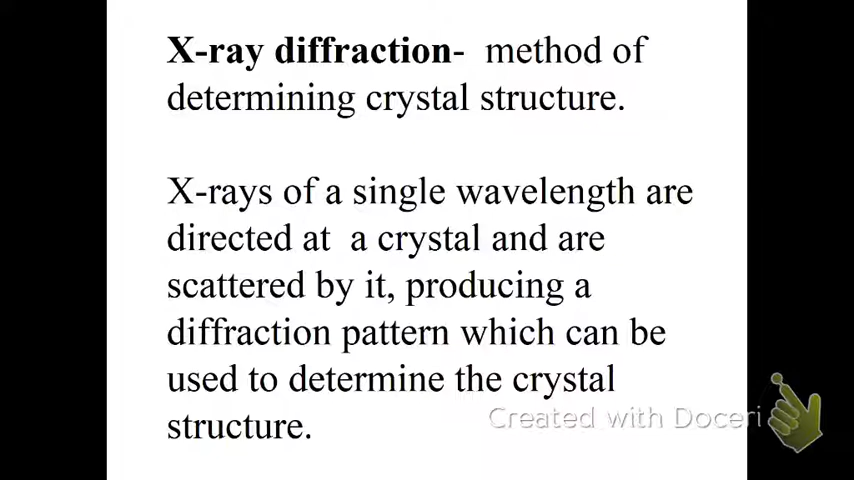 X-ray diffraction-  method of
determining crystal structure.
X-rays of a single wavelength are
directed at  a crystal and are
scattered by it, producing a
diffraction pattern which can be
used to determine the crystal
structure.
Created with Doceri